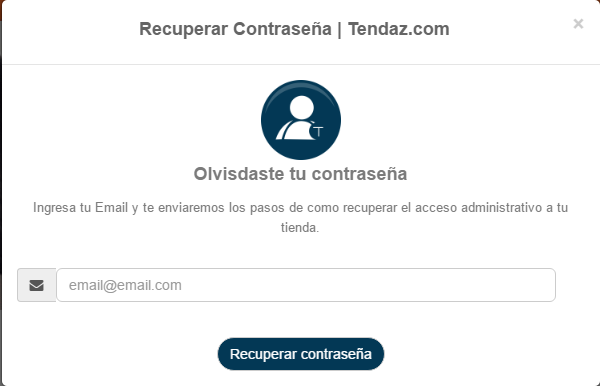 Recuperar Contraseña | Tendaz.com
×
T
Olvisdaste tu contraseña
Ingresa tu Email y te enviaremos los pasos de como recuperar el acceso administrativo a tu
tienda.
email@email.com
Recuperar contraseña